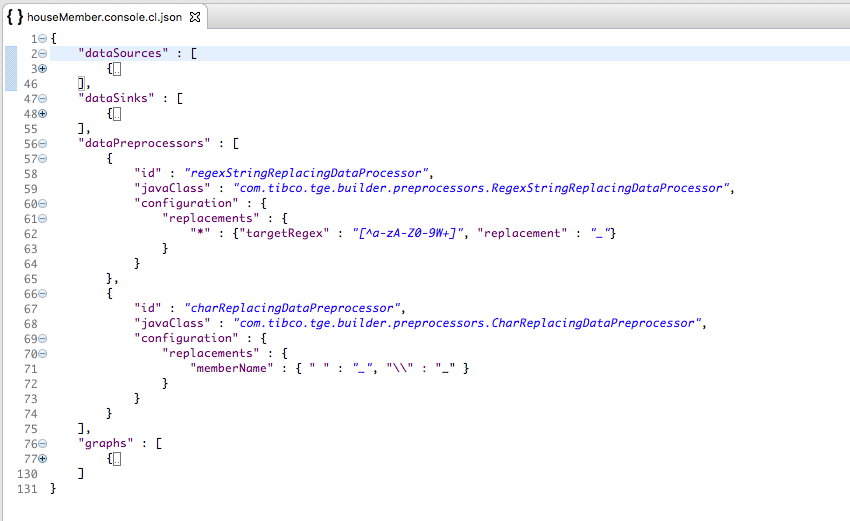 { } houseMember.console.cl.json
1 {
2 "dataSources" : [
3 {..
46 ],
47 "dataSinks" : [
48 {..
55 ],
56 "dataPreprocessors" : [
57 {
58 "id" : "regexStringReplacingDataProcessor",
59 "javaClass" : "com.tibco.tge.builder.preprocessors.RegexStringReplacingDataProcessor",
60 "configuration" : {
61 "replacements" : {
62 "*" : {"targetRegex" : "[^a-zA-Z0-9W+]", "replacement" : "_"}
63 }
64 }
65 },
66 {
67 "id" : "charReplacingDataPreprocessor",
68 "javaClass" : "com.tibco.tge.builder.preprocessors.CharReplacingDataPreprocessor",
69 "configuration" : {
70 "replacements" : {
71 "memberName" : { " " : "_", "\\" : "_" }
72 }
73 }
74 }
75 ],
76 "graphs" : [
77 {..
130 ]
131 }